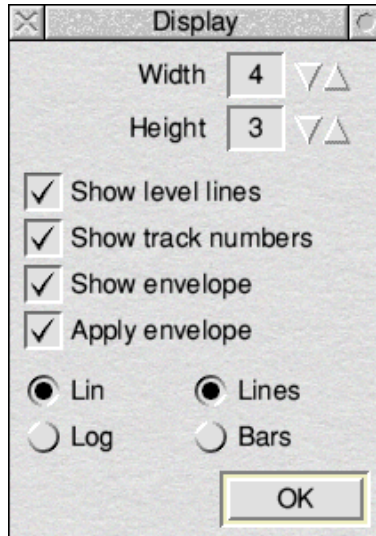 Display
Width 4
Height 3
Show level lines
Show track numbers
Show envelope
Apply envelope
Lin Lines
Log Bars
OK